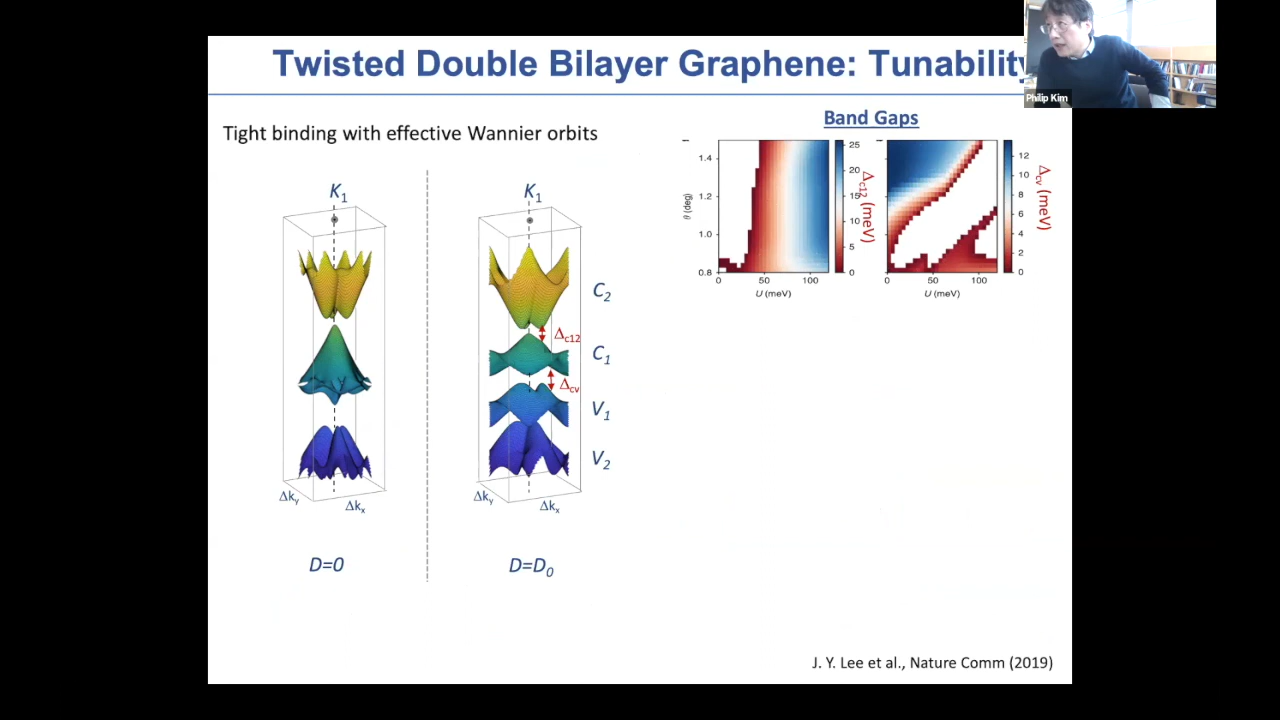 Twisted Double Bilayer Graphene: Tunability
Philip Kim
Tight binding with effective Wannier orbits
Band Gaps
K1
K1
C2
C1
V1
V2
Δc12
Δcv
Δky
Δkx
Δky
Δkx
D=0
D=D0
θ (deg)
1.4
1.2
1.0
0.8
0
50
100
U (meV)
25
20
15
10
5
0
Δc12 (meV)
0
50
100
U (meV)
12
10
8
6
4
2
0
Δcv (meV)
J. Y. Lee et al., Nature Comm (2019)